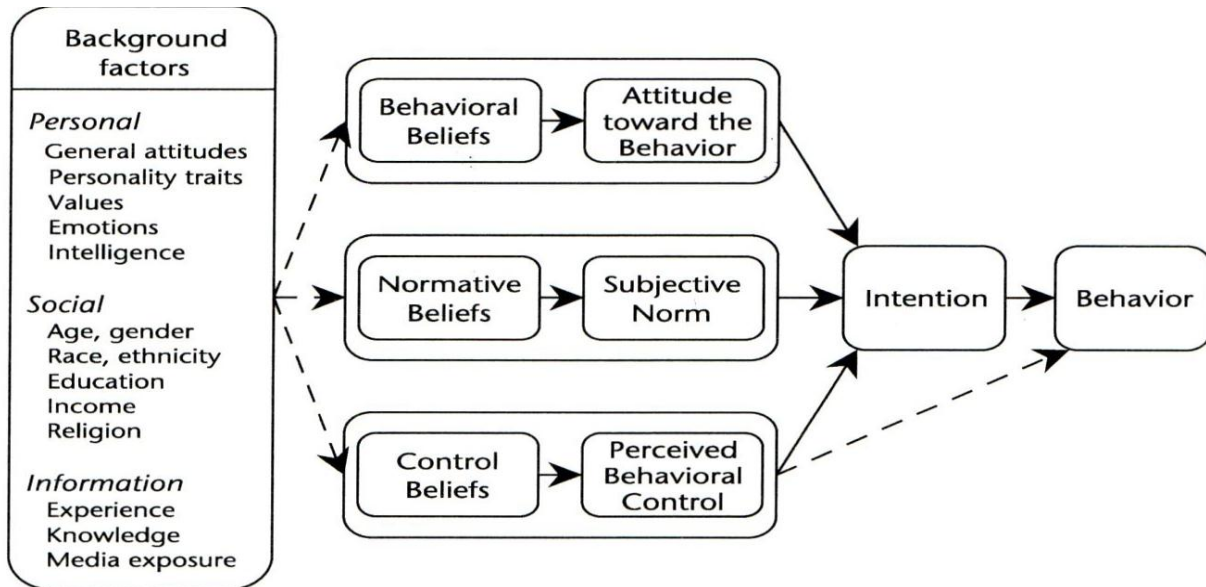 Background
factors
Personal
General attitudes
Personality traits
Values
Emotions
Intelligence
Social
Age, gender
Race, ethnicity
Education
Income
Religion
Information
Experience
Knowledge
Media exposure
Behavioral
Beliefs
Attitude
toward the
Behavior
Normative
Beliefs
Subjective
Norm
Control
Beliefs
Perceived
Behavioral
Control
Intention
Behavior